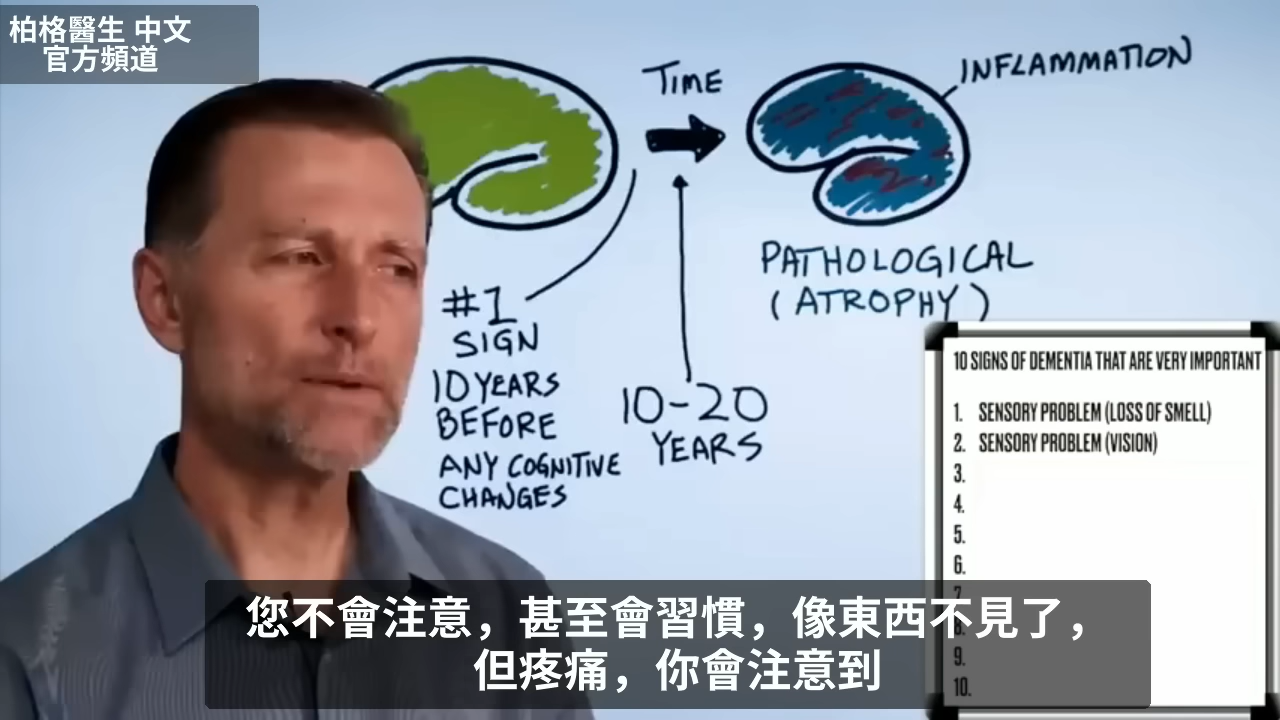 柏格醫生 中文
官方頻道
TIME
INFLAMMATION
PATHOLOGICAL
(ATROPHY)
#1
SIGN
10 YEARS
BEFORE
ANY COGNITIVE
CHANGES
10-20
YEARS
10 SIGNS OF DEMENTIA THAT ARE VERY IMPORTANT
1. SENSORY PROBLEM (LOSS OF SMELL)
2. SENSORY PROBLEM (VISION)
3.
4.
5.
6.
7.
8.
9.
10.
您不會注意，甚至會習慣，像東西不見了，
但疼痛，你會注意到